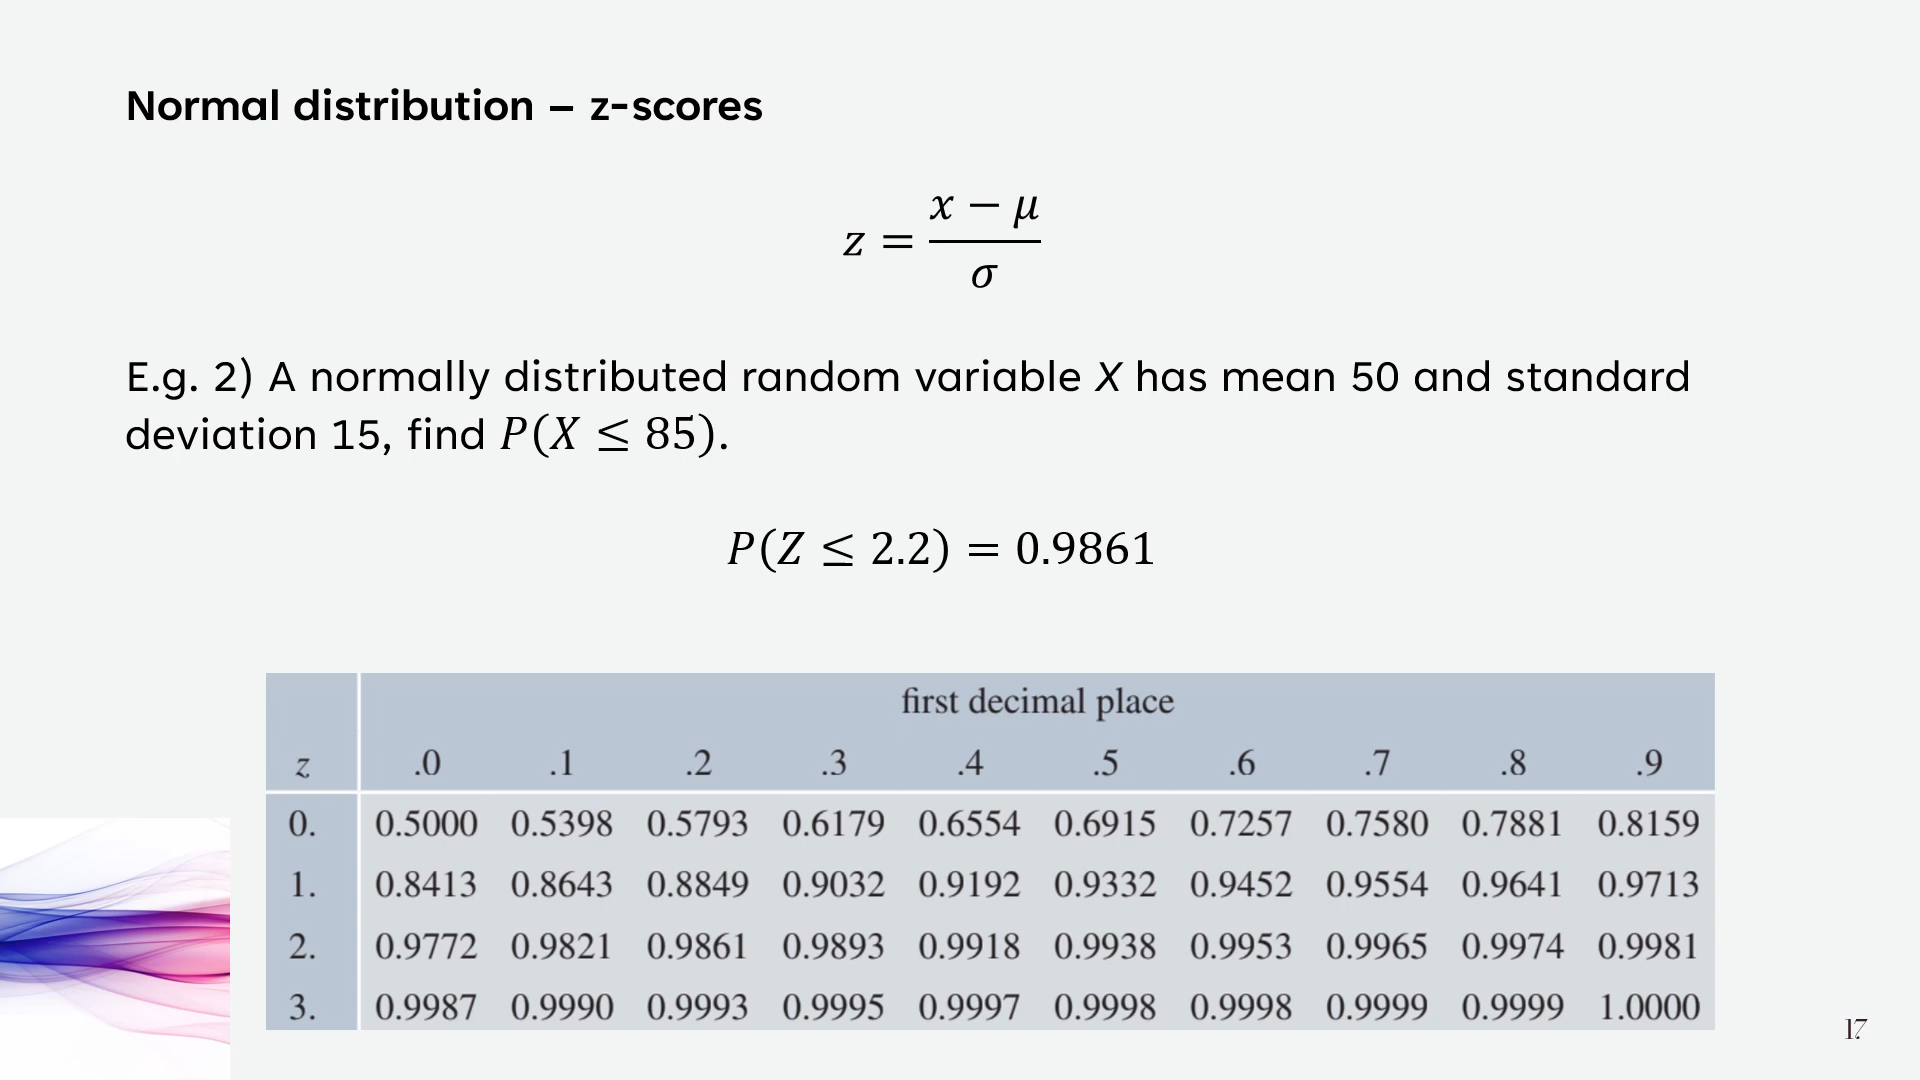 Normal distribution – z-scores
z = (x − μ) / σ
E.g. 2) A normally distributed random variable X has mean 50 and standard
deviation 15, find P(X ≤ 85).
P(Z ≤ 2.2) = 0.9861
first decimal place
z .0 .1 .2 .3 .4 .5 .6 .7 .8 .9
0. 0.5000 0.5398 0.5793 0.6179 0.6554 0.6915 0.7257 0.7580 0.7881 0.8159
1. 0.8413 0.8643 0.8849 0.9032 0.9192 0.9332 0.9452 0.9554 0.9641 0.9713
2. 0.9772 0.9821 0.9861 0.9893 0.9918 0.9938 0.9953 0.9965 0.9974 0.9981
3. 0.9987 0.9990 0.9993 0.9995 0.9997 0.9998 0.9998 0.9999 0.9999 1.0000
17